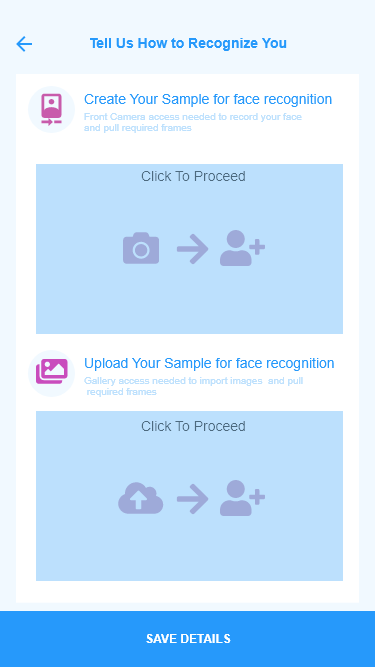 Tell Us How to Recognize You
Create Your Sample for face recognition
Front Camera access needed to record your face
and pull required frames
Click To Proceed
Upload Your Sample for face recognition
Gallery access needed to import images  and pull
required frames
Click To Proceed
SAVE DETAILS